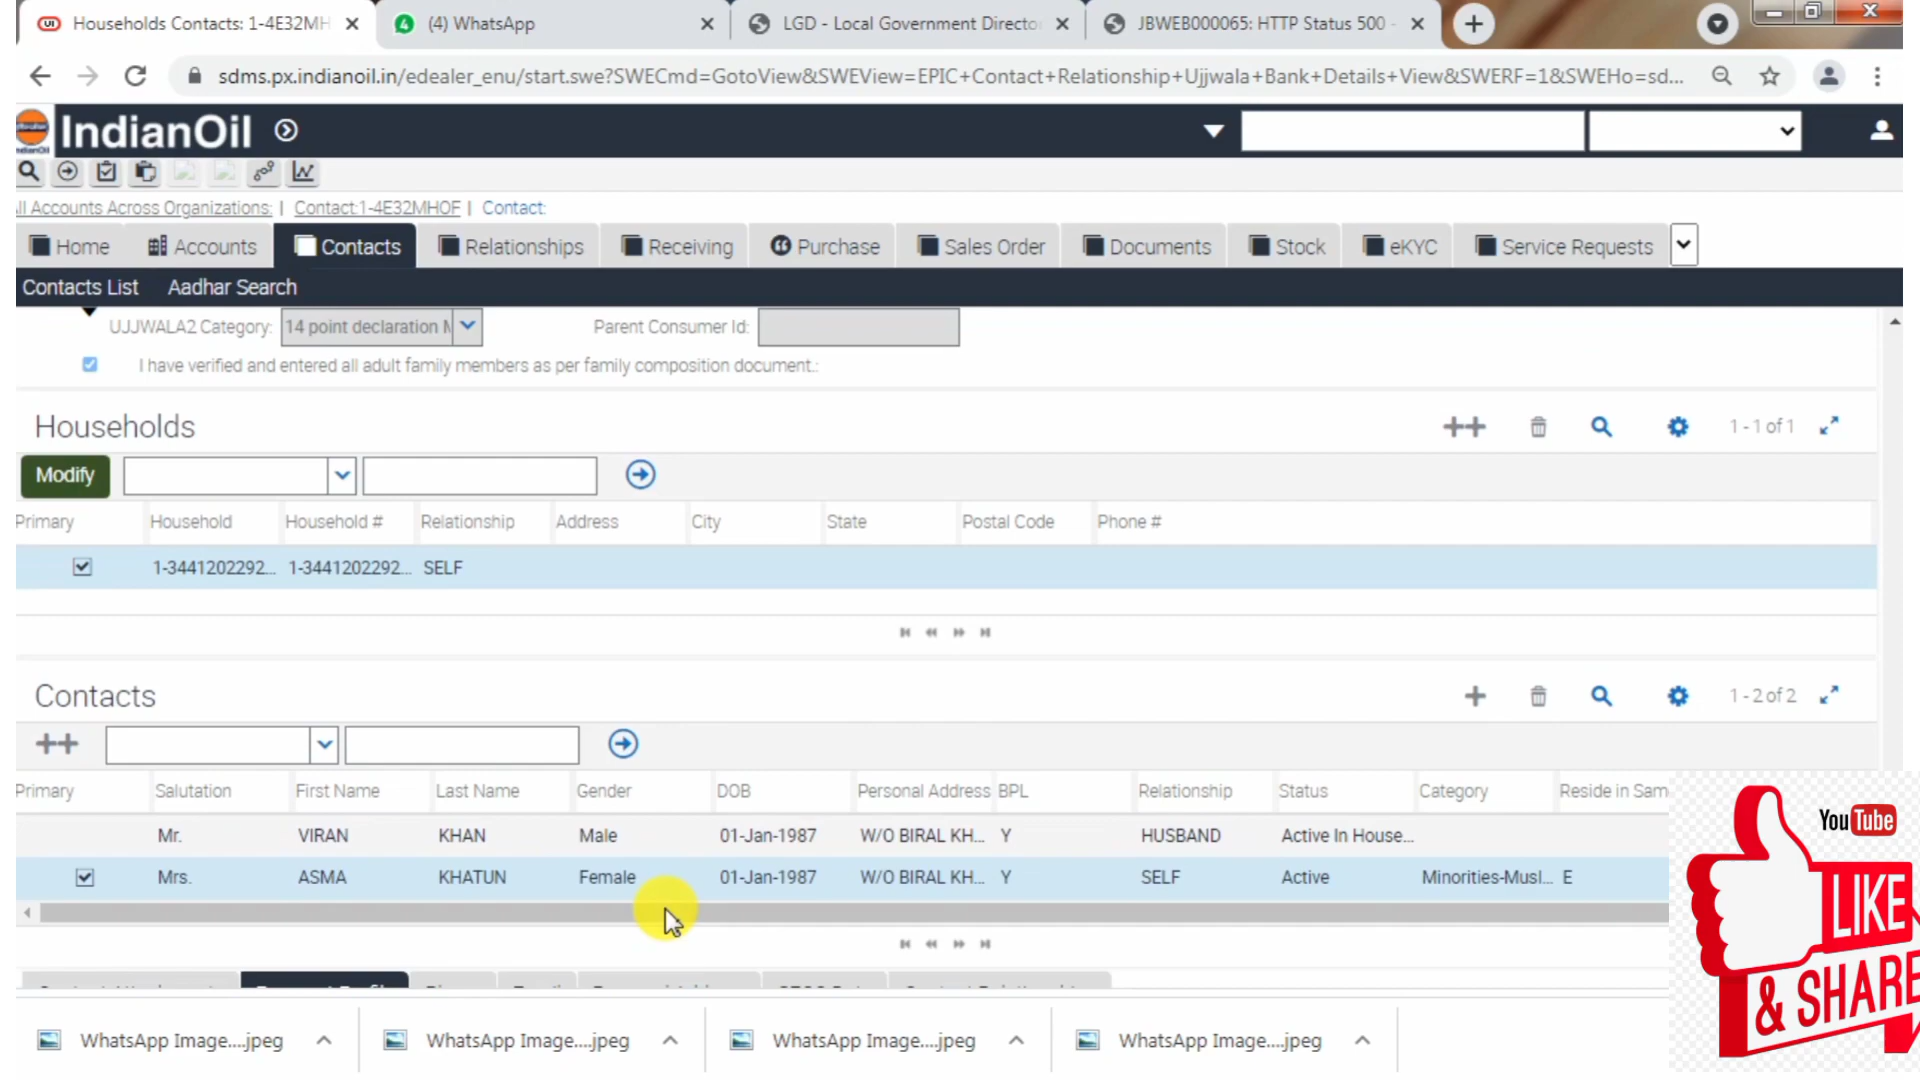 Households Contacts: 1-4E32MH
(4) WhatsApp
LGD - Local Government Directo
JBWEB000065: HTTP Status 500 -
sdms.px.indianoil.in/edealer_enu/start.swe?SWECmd=GotoView&SWEView=EPIC+Contact+Relationship+Ujjwala+Bank+Details+View&SWERF=1&SWEHo=sd...
IndianOil
ll Accounts Across Organizations: | Contact:1-4E32MHOF | Contact:
Home Accounts Contacts Relationships Receiving Purchase Sales Order Documents Stock eKYC Service Requests
Contacts List Aadhar Search
UJJWALA2 Category: 14 point declaration Parent Consumer Id:
I have verified and entered all adult family members as per family composition document.:
Households 1 - 1 of 1
Modify
Primary Household Household # Relationship Address City State Postal Code Phone #
1-3441202292... 1-3441202292... SELF
Contacts 1 - 2 of 2
Primary Salutation First Name Last Name Gender DOB Personal Address BPL Relationship Status Category Reside in Sam
Mr. VIRAN KHAN Male 01-Jan-1987 W/O BIRAL KH... Y HUSBAND Active In House...
Mrs. ASMA KHATUN Female 01-Jan-1987 W/O BIRAL KH... Y SELF Active Minorities-Musl... E
YouTube
LIKE
& SHARE
WhatsApp Image....jpeg
WhatsApp Image....jpeg
WhatsApp Image....jpeg
WhatsApp Image....jpeg